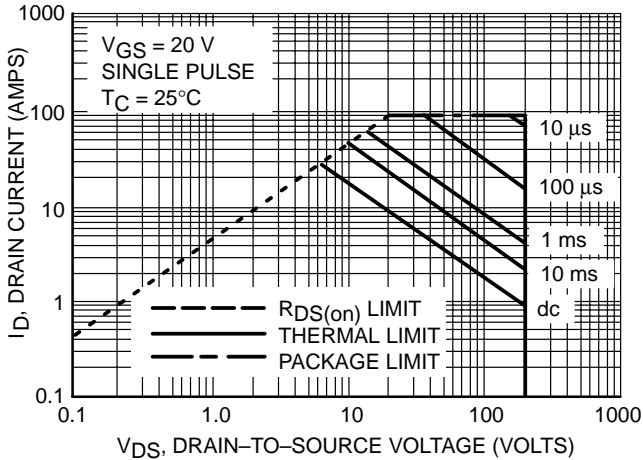 1000
100
10
1
0.1
I_D, DRAIN CURRENT (AMPS)
V_GS = 20 V
SINGLE PULSE
T_C = 25°C
10 μs
100 μs
1 ms
10 ms
dc
R_DS(on) LIMIT
THERMAL LIMIT
PACKAGE LIMIT
0.1
1.0
10
100
1000
V_DS, DRAIN–TO–SOURCE VOLTAGE (VOLTS)